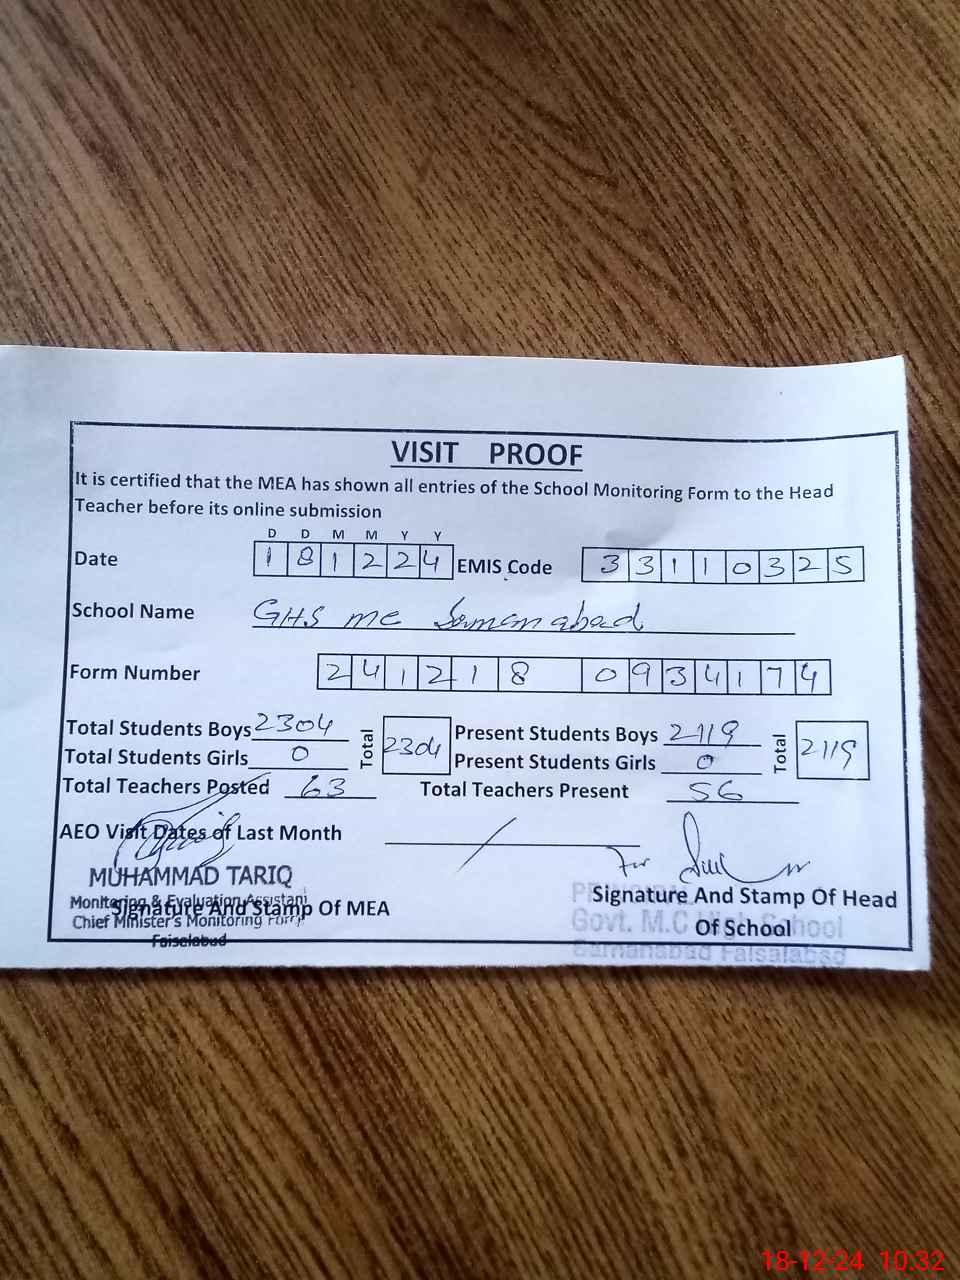 VISIT PROOF
It is certified that the MEA has shown all entries of the School Monitoring Form to the Head
Teacher before its online submission
D D M M Y Y
Date 1 8 1 2 2 4 EMIS Code 3 3 1 1 0 3 2 5
School Name GHS MC Samanabad
Form Number 2 4 1 2 1 8 0 9 3 4 1 7 4
Total Students Boys 2304 Total 2304 Present Students Boys 2119 Total 2119
Total Students Girls 0 Present Students Girls 0
Total Teachers Posted 63 Total Teachers Present 56
AEO Visit Dates of Last Month /
For
MUHAMMAD TARIQ
Monitoring & Evaluation Assistant
Signature And Stamp Of MEA
Chief Minister's Monitoring Force
Faisalabad
PRINCIPAL
Signature And Stamp Of Head
Of School
Govt. M.C High School
Samanabad Faisalabad
18-12-24 10:32